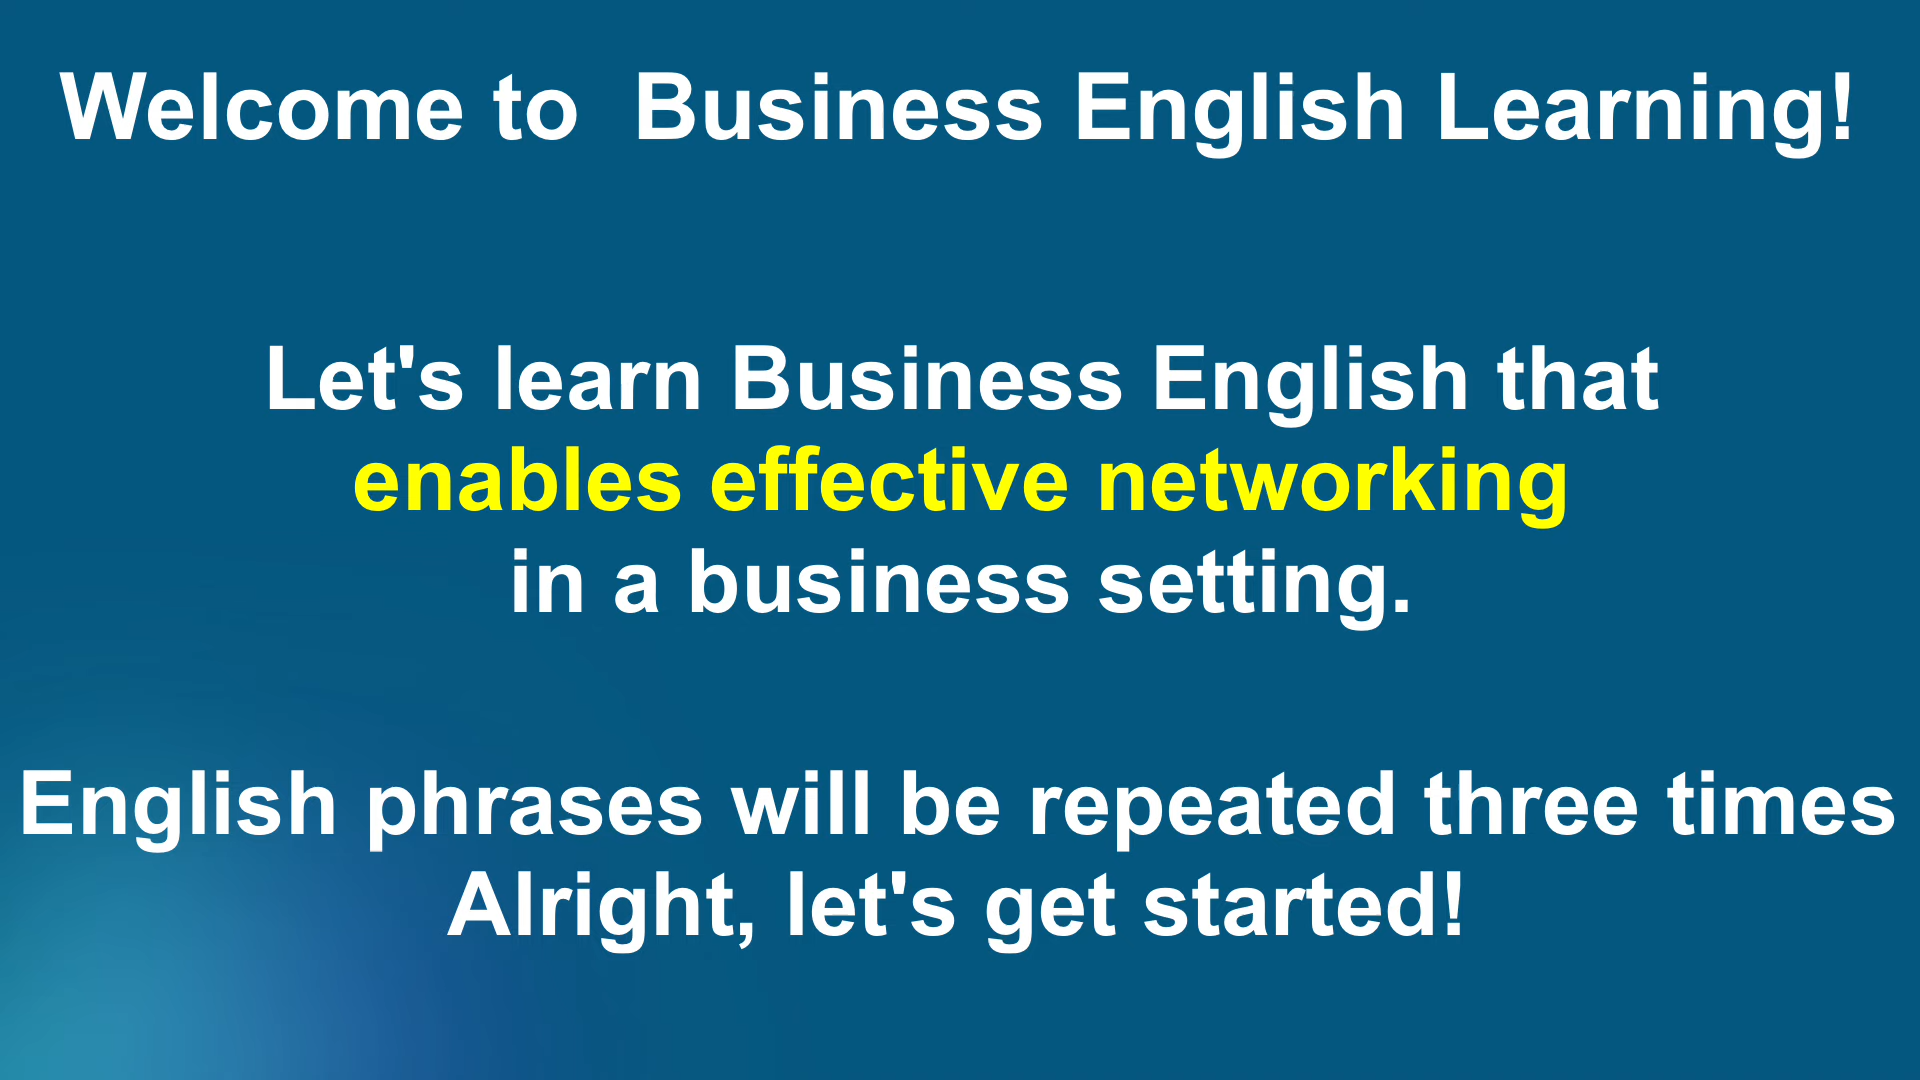 Welcome to  Business English Learning!
Let's learn Business English that
enables effective networking
in a business setting.
English phrases will be repeated three times
Alright, let's get started!